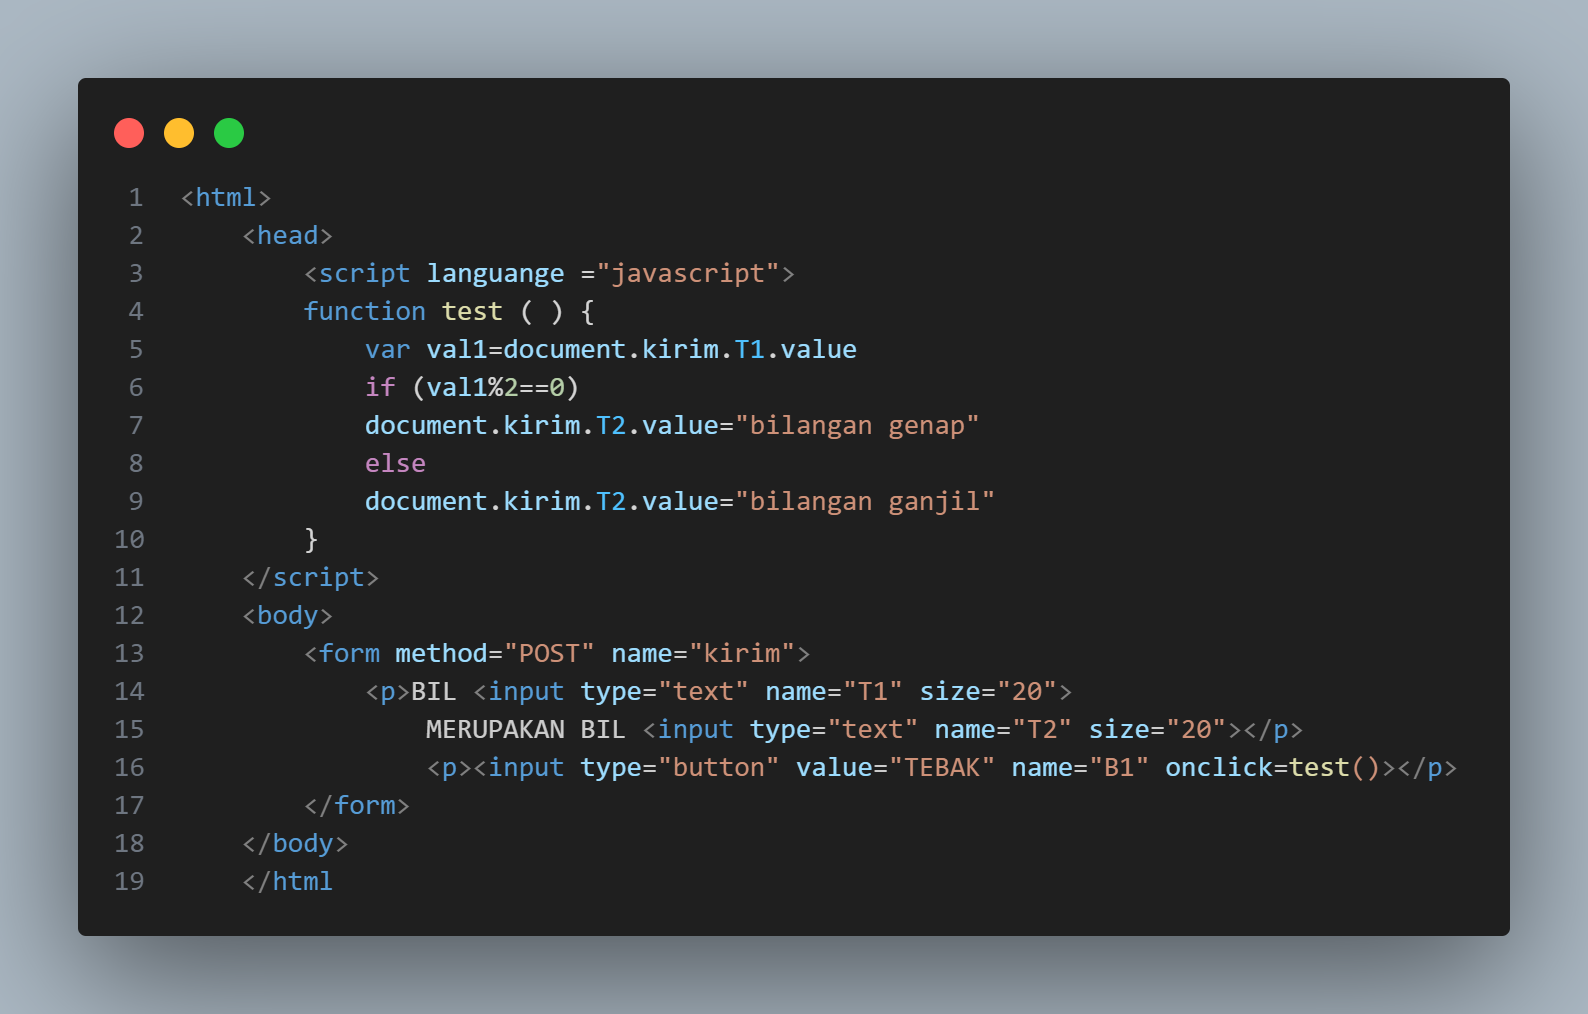 1 <html>
2     <head>
3         <script languange ="javascript">
4         function test ( ) {
5             var val1=document.kirim.T1.value
6             if (val1%2==0)
7             document.kirim.T2.value="bilangan genap"
8             else
9             document.kirim.T2.value="bilangan ganjil"
10         }
11     </script>
12     <body>
13         <form method="POST" name="kirim">
14             <p>BIL <input type="text" name="T1" size="20">
15                 MERUPAKAN BIL <input type="text" name="T2" size="20"></p>
16                 <p><input type="button" value="TEBAK" name="B1" onclick=test()></p>
17         </form>
18     </body>
19     </html